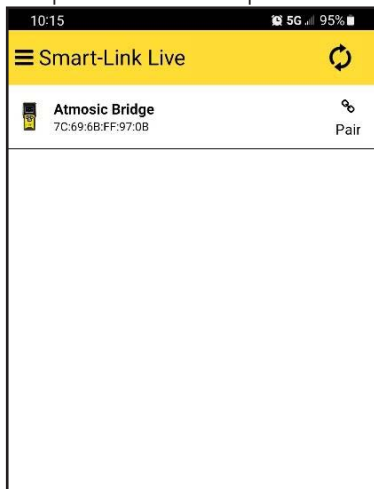 10:15 5G 95%
Smart-Link Live
Atmosic Bridge
7C:69:6B:FF:97:0B
Pair